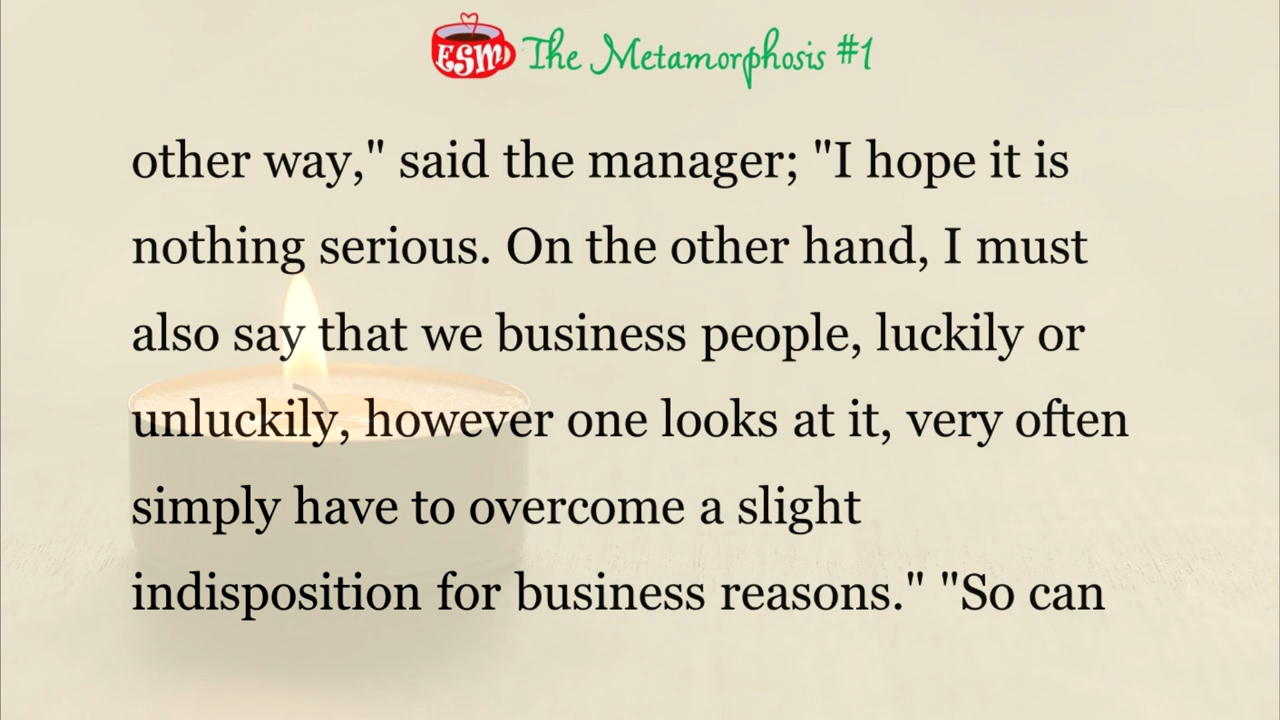 ESM The Metamorphosis #1
other way," said the manager; "I hope it is
nothing serious. On the other hand, I must
also say that we business people, luckily or
unluckily, however one looks at it, very often
simply have to overcome a slight
indisposition for business reasons." "So can